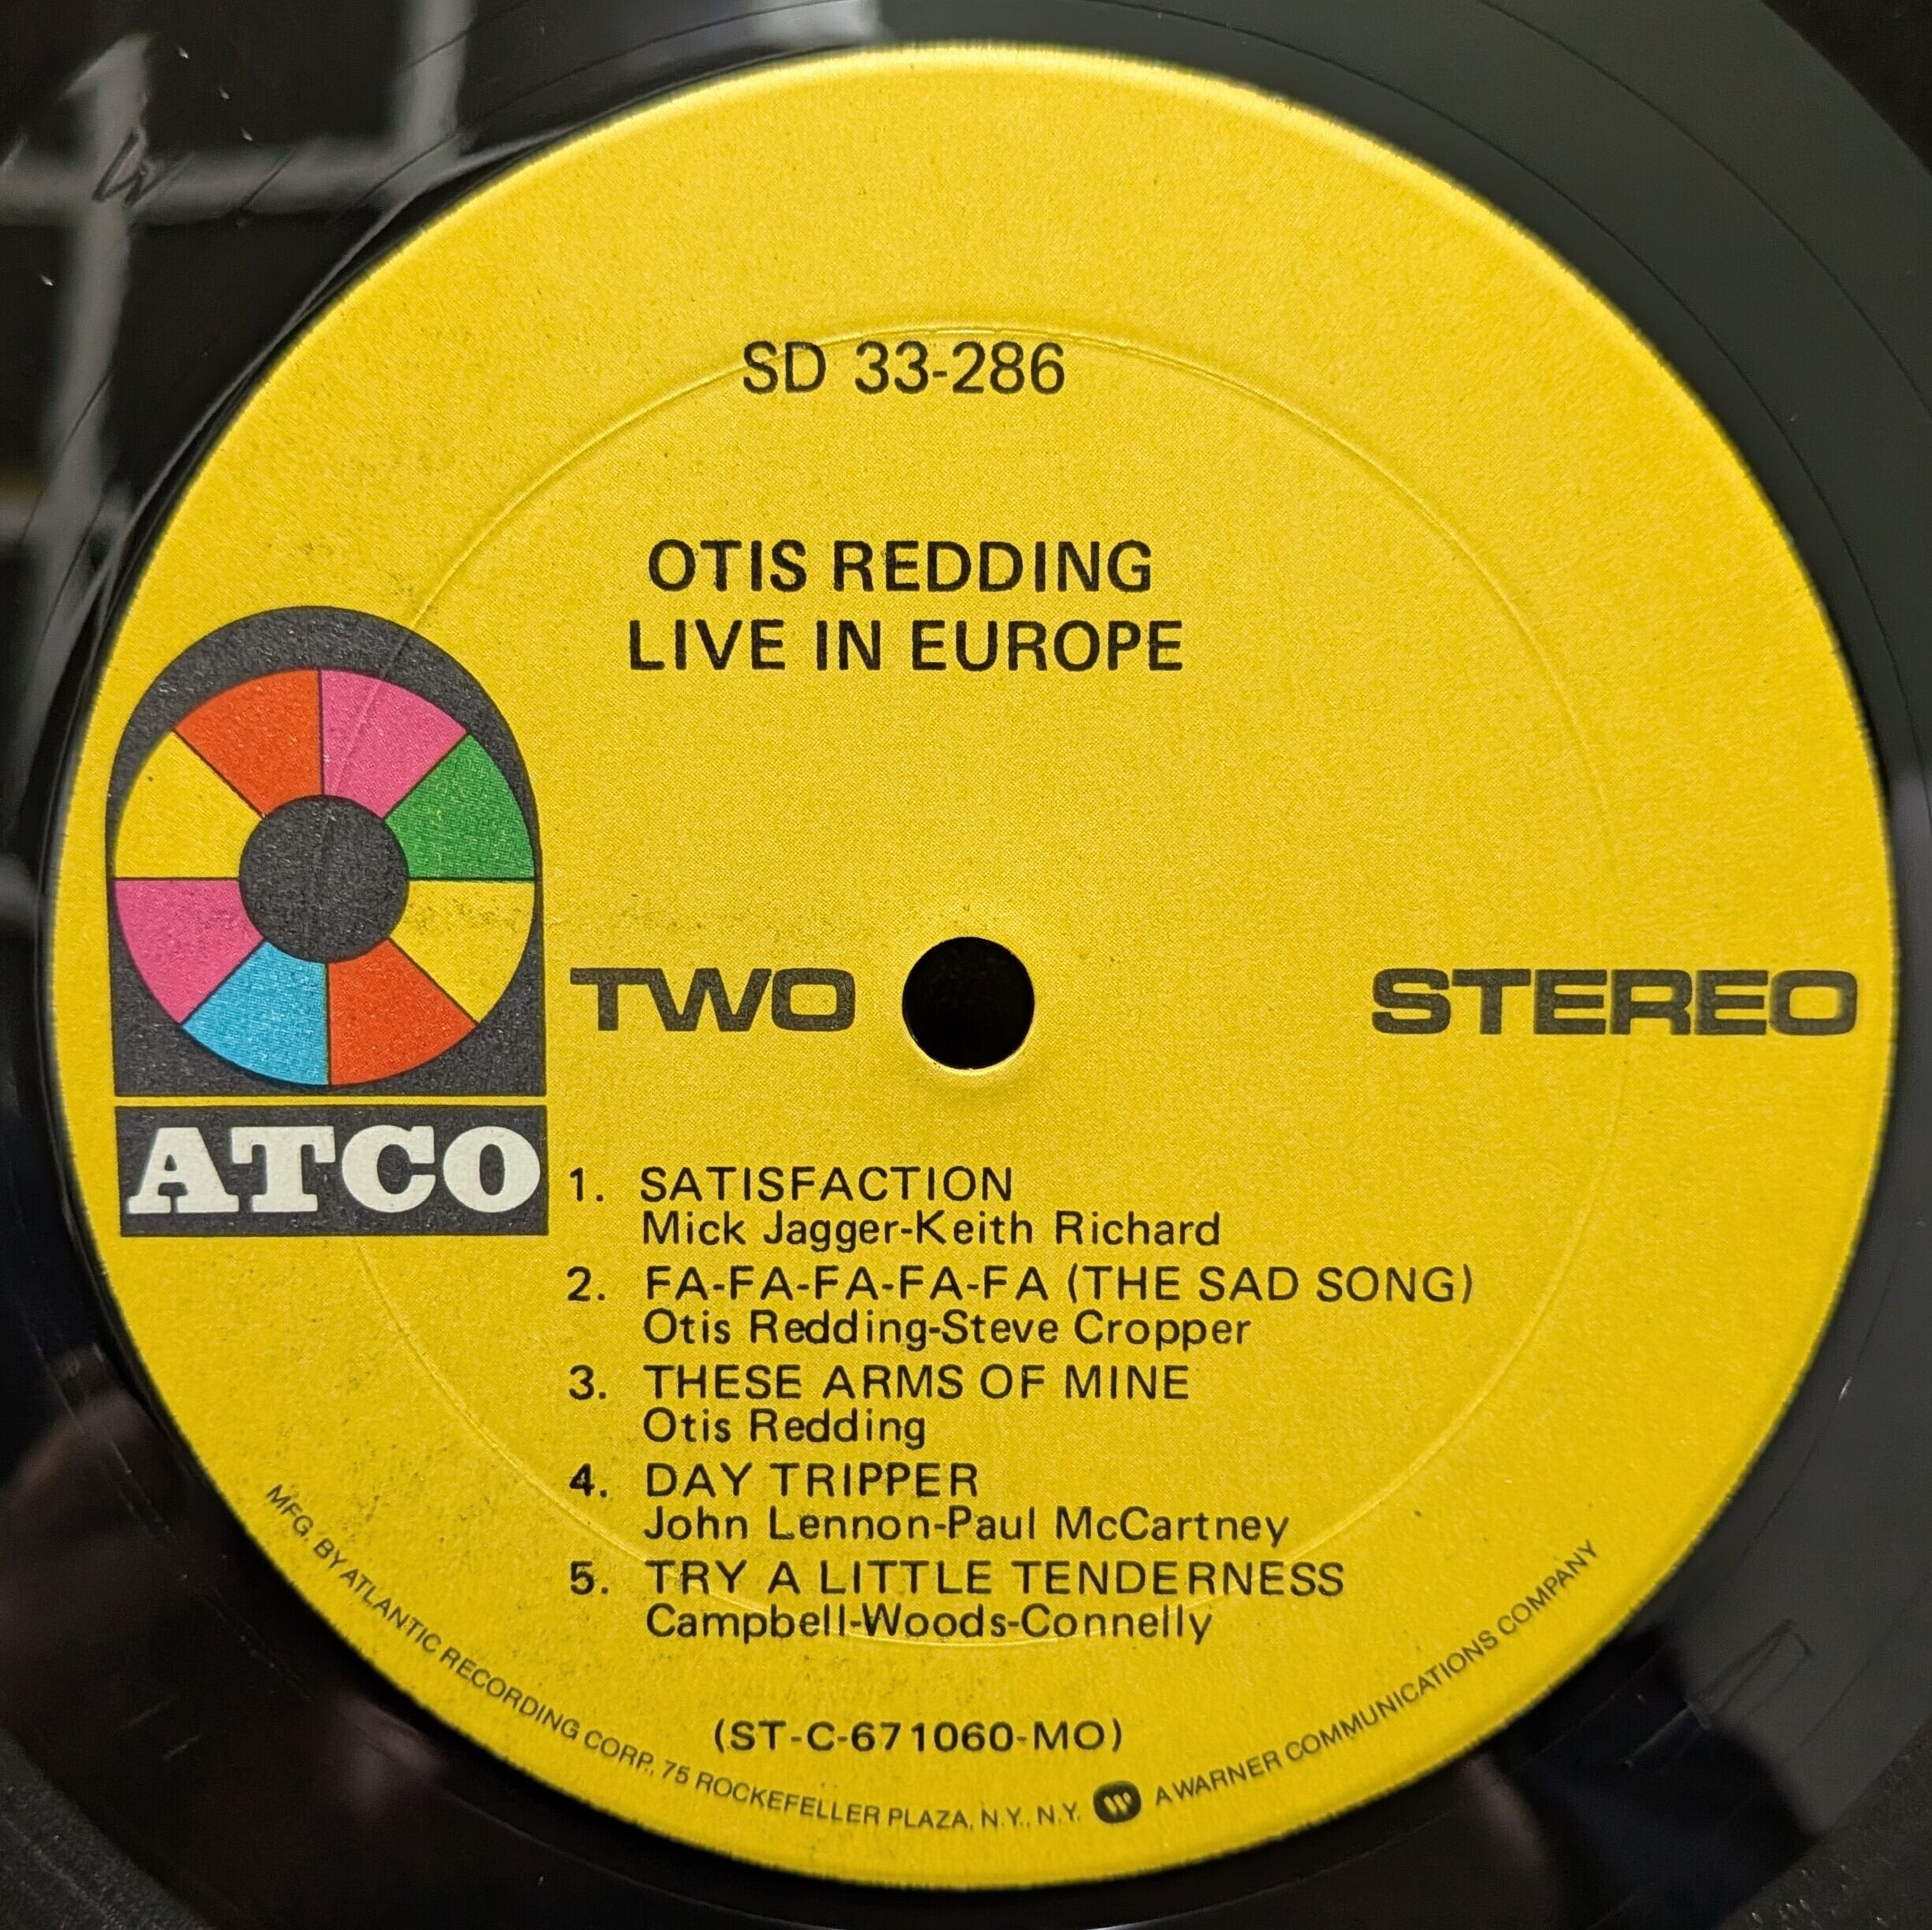 SD 33-286
OTIS REDDING
LIVE IN EUROPE
TWO
STEREO
ATCO
1. SATISFACTION
Mick Jagger-Keith Richard
2. FA-FA-FA-FA-FA (THE SAD SONG)
Otis Redding-Steve Cropper
3. THESE ARMS OF MINE
Otis Redding
4. DAY TRIPPER
John Lennon-Paul McCartney
5. TRY A LITTLE TENDERNESS
Campbell-Woods-Connelly
(ST-C-671060-MO)
MFG. BY ATLANTIC RECORDING CORP., 75 ROCKEFELLER PLAZA, N.Y., N.Y. A WARNER COMMUNICATIONS COMPANY